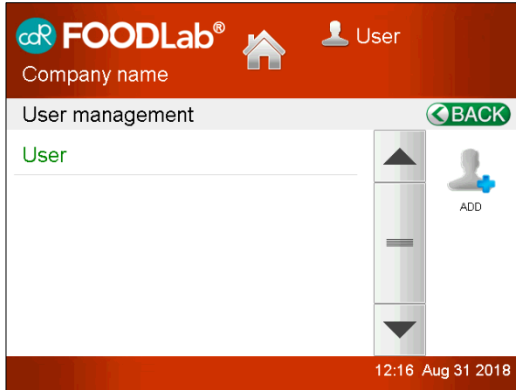 CDR FOODLab® User
Company name
User management BACK
User
ADD
12:16 Aug 31 2018